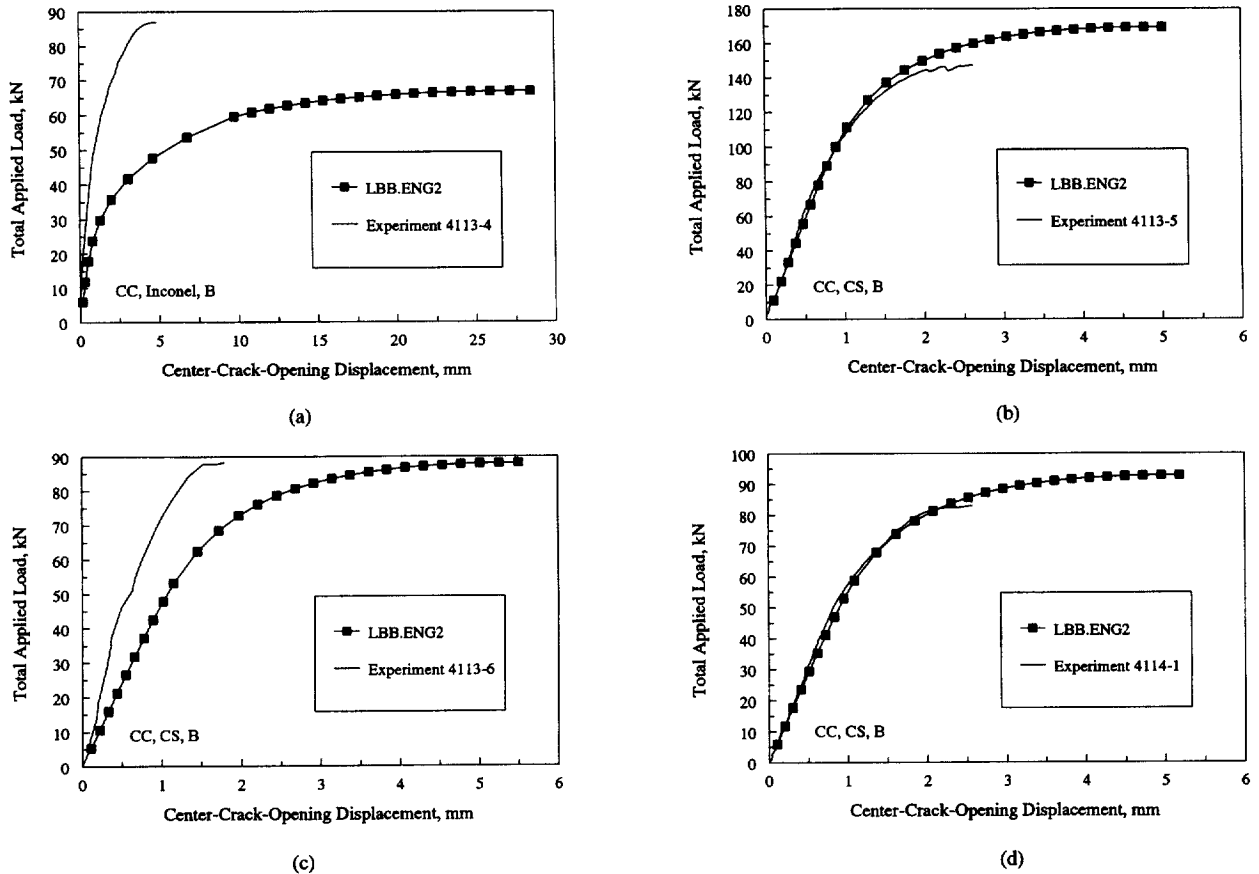 90
80
70
60
50
40
30
20
10
0
Total Applied Load, kN
LBB.ENG2
Experiment 4113-4
CC, Inconel, B
0 5 10 15 20 25 30
Center-Crack-Opening Displacement, mm
(a)
180
160
140
120
100
80
60
40
20
0
Total Applied Load, kN
LBB.ENG2
Experiment 4113-5
CC, CS, B
0 1 2 3 4 5 6
Center-Crack-Opening Displacement, mm
(b)
90
80
70
60
50
40
30
20
10
0
Total Applied Load, kN
LBB.ENG2
Experiment 4113-6
CC, CS, B
0 1 2 3 4 5 6
Center-Crack-Opening Displacement, mm
(c)
100
90
80
70
60
50
40
30
20
10
0
Total Applied Load, kN
LBB.ENG2
Experiment 4114-1
CC, CS, B
0 1 2 3 4 5 6
Center-Crack-Opening Displacement, mm
(d)